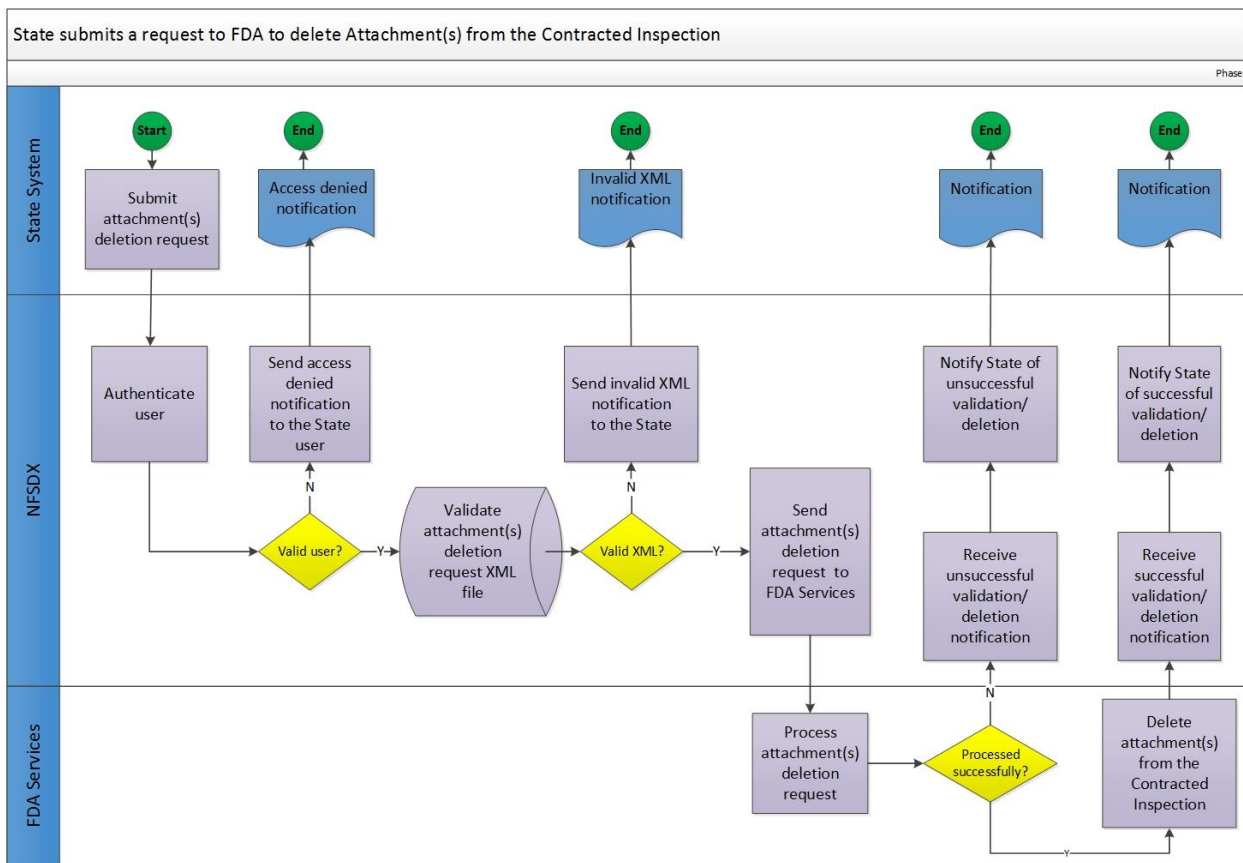 State submits a request to FDA to delete Attachment(s) from the Contracted Inspection
Phase
State System
Start
End
End
End
End
Submit
attachment(s)
deletion request
Access denied
notification
Invalid XML
notification
Notification
Notification
NFSDX
Authenticate
user
Send access
denied
notification
to the State
user
Send invalid XML
notification
to the State
Notify State of
unsuccessful
validation/
deletion
Notify State
of successful
validation/
deletion
N
N
Valid user?
Y
Validate
attachment(s)
deletion
request XML
file
Valid XML?
Y
Send
attachment(s)
deletion
request to
FDA Services
Receive
unsuccessful
validation/
deletion
notification
Receive
successful
validation/
deletion
notification
FDA Services
N
Process
attachment(s)
deletion
request
Processed
successfully?
Delete
attachment(s)
from the
Contracted
Inspection
Y